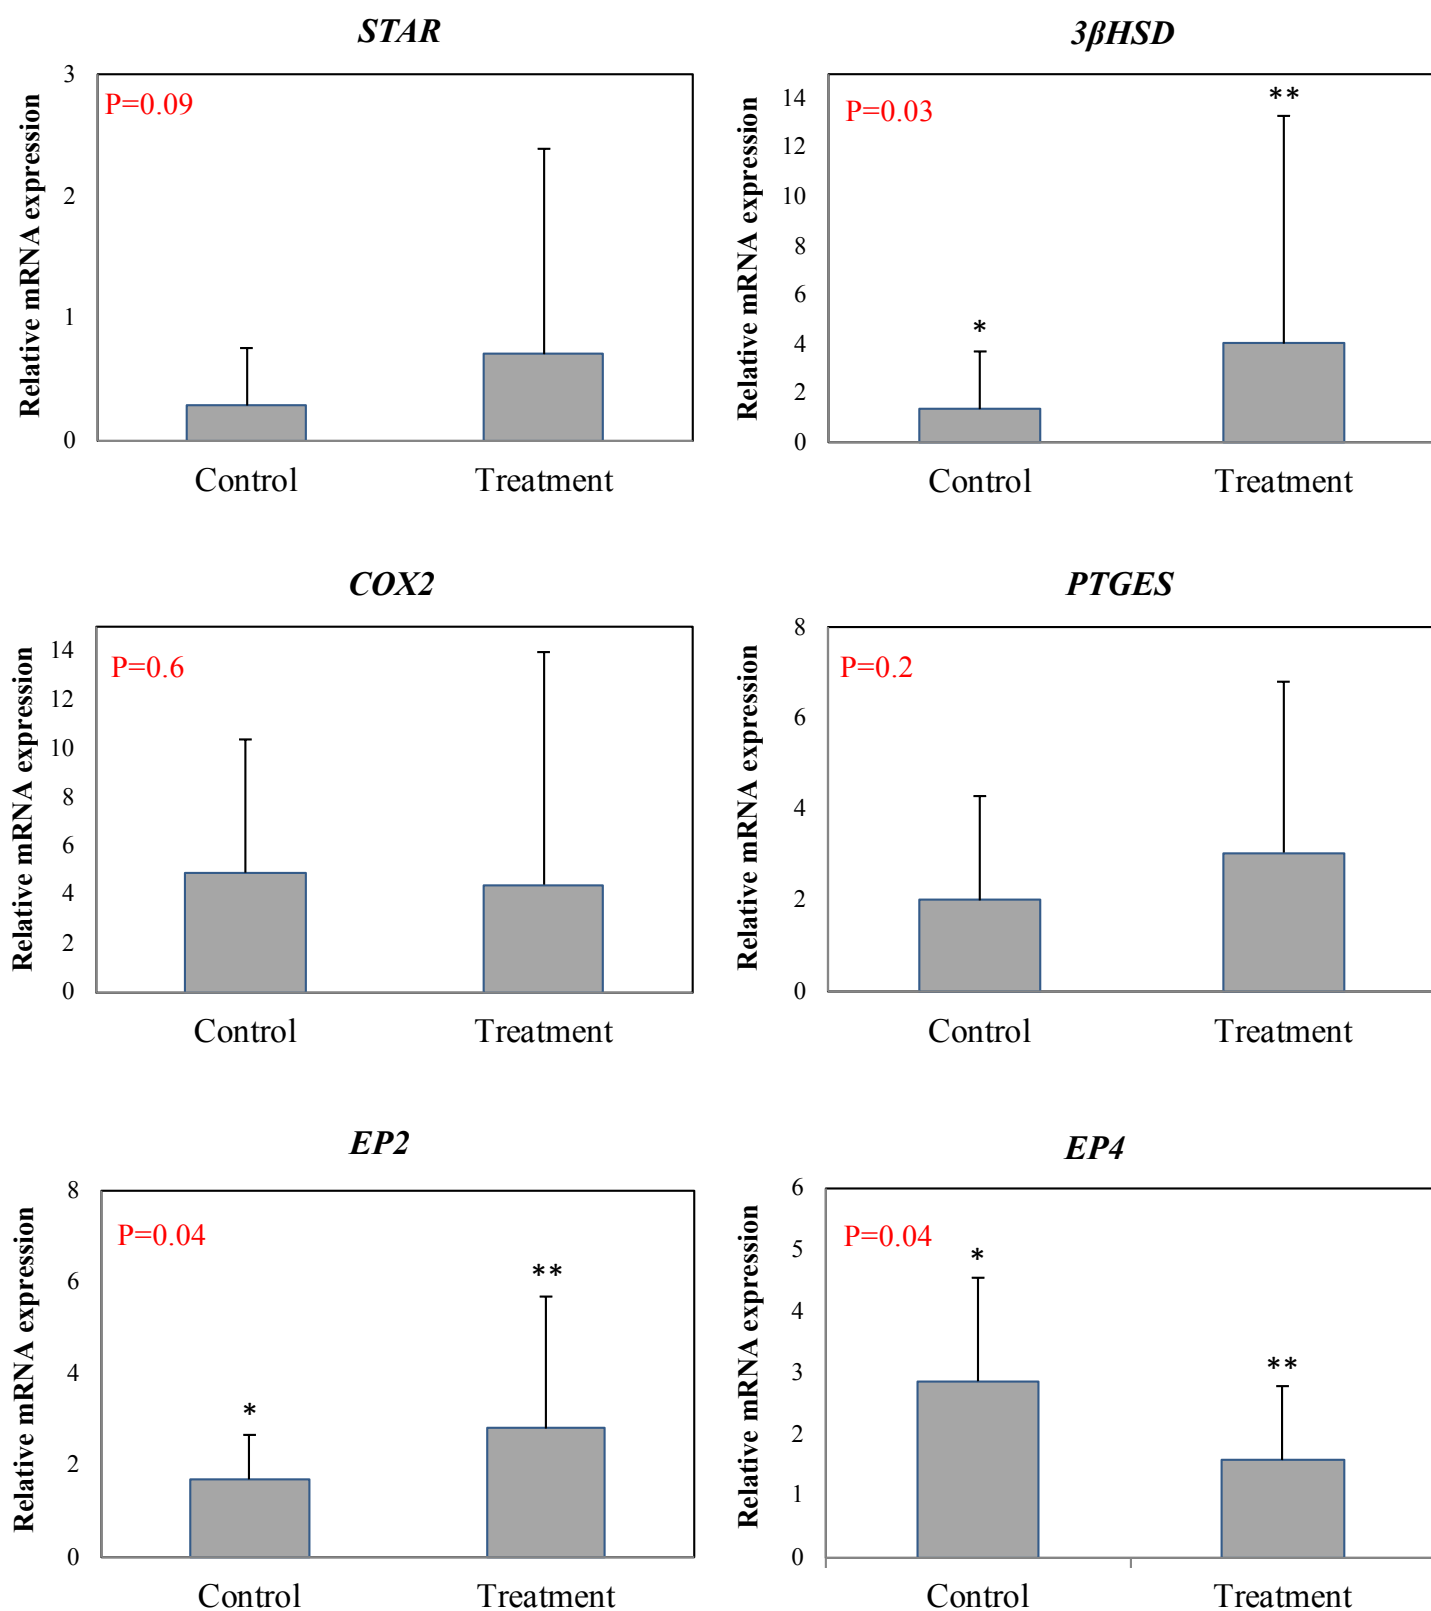 STAR
Relative mRNA expression
P=0.09
3
2
1
0
Control Treatment
3βHSD
Relative mRNA expression
P=0.03
14
12
10
8
6
4
2
0
*
**
Control Treatment
COX2
Relative mRNA expression
P=0.6
14
12
10
8
6
4
2
0
Control Treatment
PTGES
Relative mRNA expression
P=0.2
8
6
4
2
0
Control Treatment
EP2
Relative mRNA expression
P=0.04
8
6
4
2
0
*
**
Control Treatment
EP4
Relative mRNA expression
P=0.04
6
5
4
3
2
1
0
*
**
Control Treatment